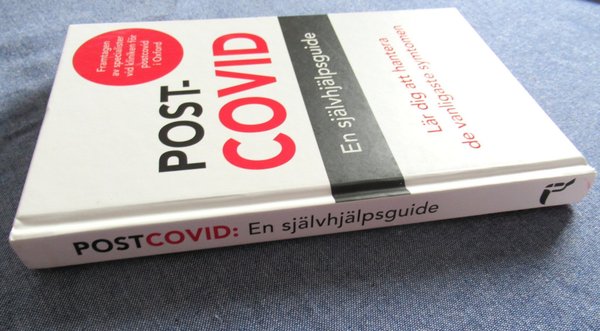 Framtagen
av specialister
vid kliniken för
postcovid
i Oxford
POST-
COVID
En självhjälpsguide
Lär dig att hantera
de vanligaste symtomen
POSTCOVID: En självhjälpsguide